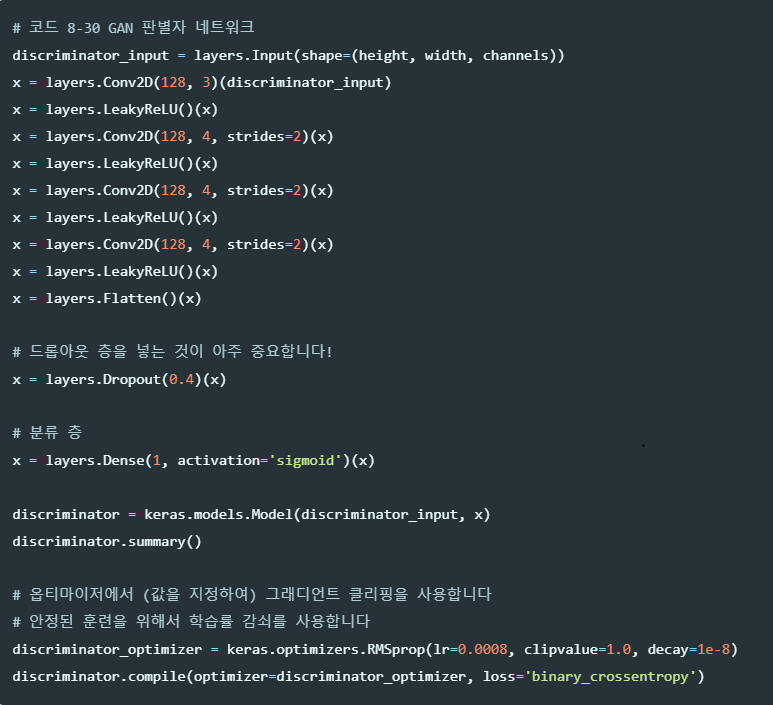 # 코드 8-30 GAN 판별자 네트워크
discriminator_input = layers.Input(shape=(height, width, channels))
x = layers.Conv2D(128, 3)(discriminator_input)
x = layers.LeakyReLU()(x)
x = layers.Conv2D(128, 4, strides=2)(x)
x = layers.LeakyReLU()(x)
x = layers.Conv2D(128, 4, strides=2)(x)
x = layers.LeakyReLU()(x)
x = layers.Conv2D(128, 4, strides=2)(x)
x = layers.LeakyReLU()(x)
x = layers.Flatten()(x)
# 드롭아웃 층을 넣는 것이 아주 중요합니다!
x = layers.Dropout(0.4)(x)
# 분류 층
x = layers.Dense(1, activation='sigmoid')(x)
discriminator = keras.models.Model(discriminator_input, x)
discriminator.summary()
# 옵티마이저에서 (값을 지정하여) 그래디언트 클리핑을 사용합니다
# 안정된 훈련을 위해서 학습률 감쇠를 사용합니다
discriminator_optimizer = keras.optimizers.RMSprop(lr=0.0008, clipvalue=1.0, decay=1e-8)
discriminator.compile(optimizer=discriminator_optimizer, loss='binary_crossentropy')